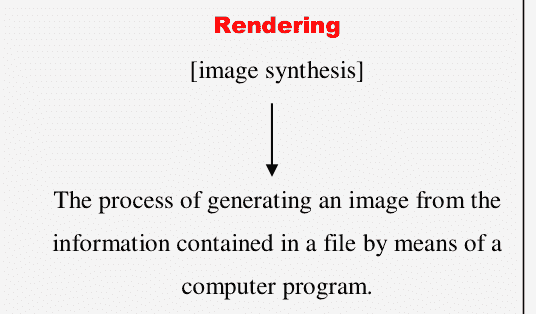 Rendering
[image synthesis]
The process of generating an image from the
information contained in a file by means of a
computer program.